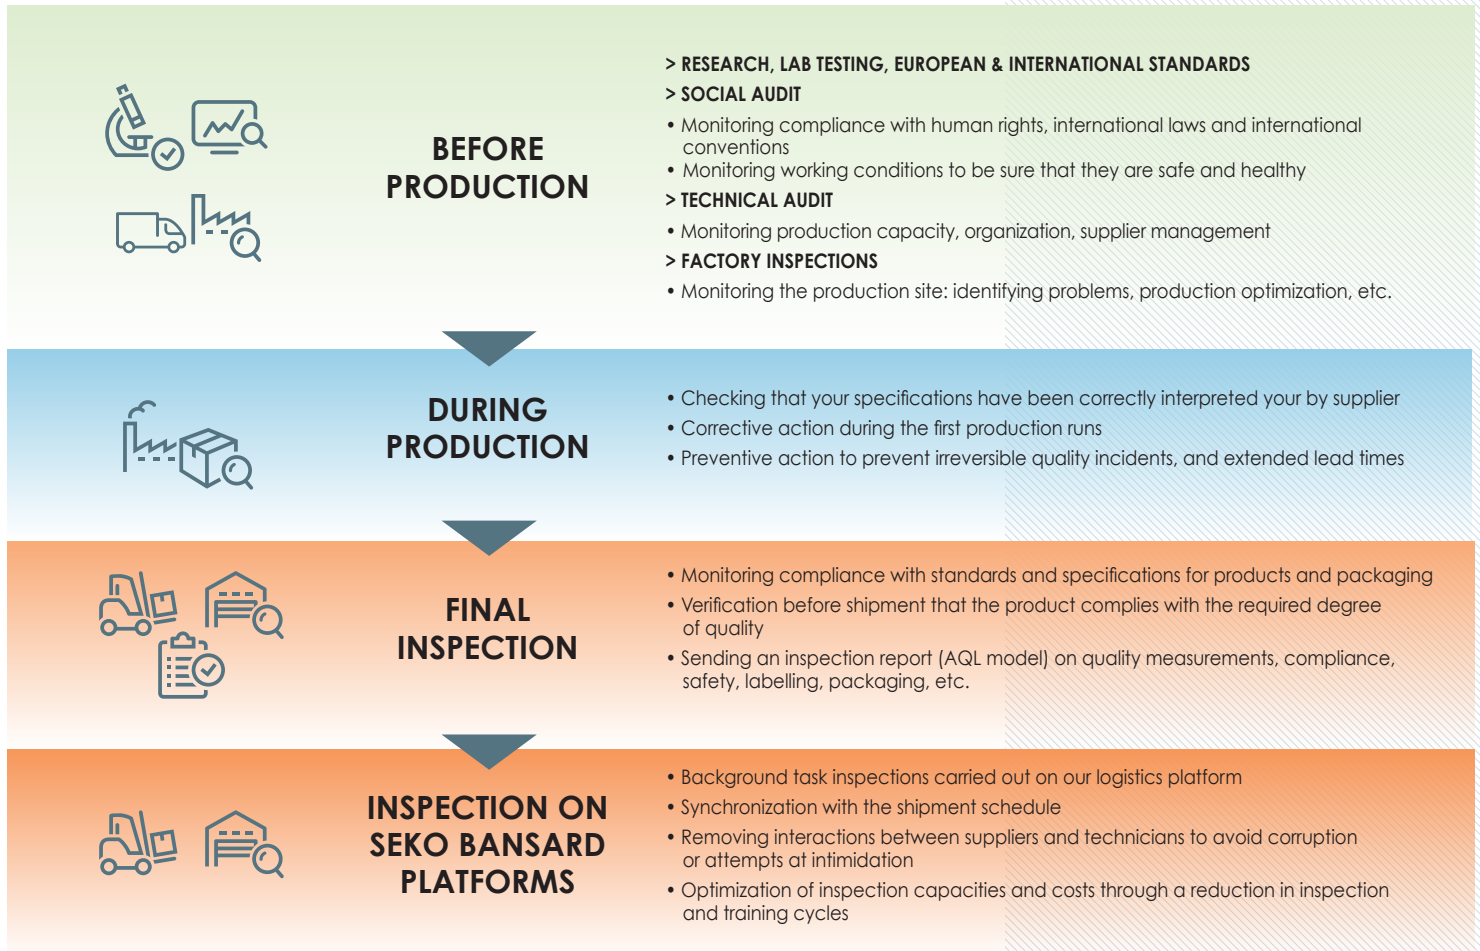 BEFORE
PRODUCTION
> RESEARCH, LAB TESTING, EUROPEAN & INTERNATIONAL STANDARDS
> SOCIAL AUDIT
• Monitoring compliance with human rights, international laws and international
conventions
• Monitoring working conditions to be sure that they are safe and healthy
> TECHNICAL AUDIT
• Monitoring production capacity, organization, supplier management
> FACTORY INSPECTIONS
• Monitoring the production site: identifying problems, production optimization, etc.
DURING
PRODUCTION
• Checking that your specifications have been correctly interpreted your by supplier
• Corrective action during the first production runs
• Preventive action to prevent irreversible quality incidents, and extended lead times
FINAL
INSPECTION
• Monitoring compliance with standards and specifications for products and packaging
• Verification before shipment that the product complies with the required degree
of quality
• Sending an inspection report (AQL model) on quality measurements, compliance,
safety, labelling, packaging, etc.
INSPECTION ON
SEKO BANSARD
PLATFORMS
• Background task inspections carried out on our logistics platform
• Synchronization with the shipment schedule
• Removing interactions between suppliers and technicians to avoid corruption
or attempts at intimidation
• Optimization of inspection capacities and costs through a reduction in inspection
and training cycles